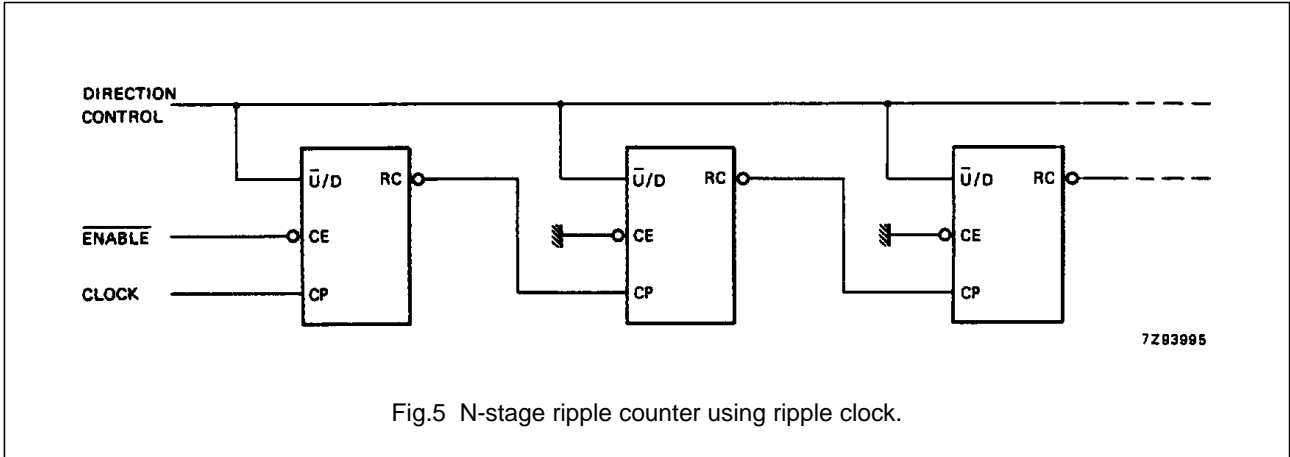 DIRECTION
CONTROL
Ū/D RC
Ū/D RC
Ū/D RC
E̅N̅A̅B̅L̅E̅ CE
CE
CE
CLOCK CP
CP
CP
7Z93995
Fig.5 N-stage ripple counter using ripple clock.